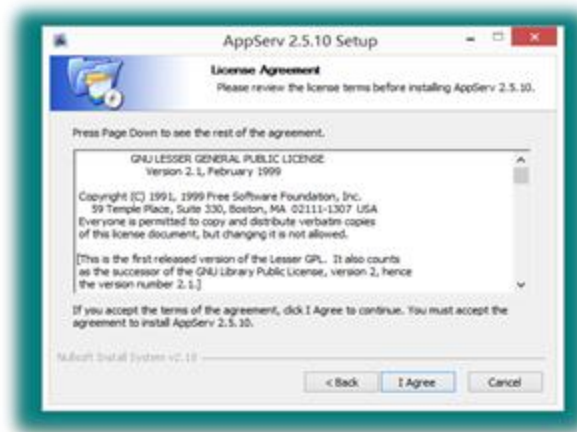 AppServ 2.5.10 Setup
License Agreement
Please review the license terms before installing AppServ 2.5.10.
Press Page Down to see the rest of the agreement.
GNU LESSER GENERAL PUBLIC LICENSE
Version 2.1, February 1999
Copyright (C) 1991, 1999 Free Software Foundation, Inc.
59 Temple Place, Suite 330, Boston, MA 02111-1307 USA
Everyone is permitted to copy and distribute verbatim copies
of this license document, but changing it is not allowed.
[This is the first released version of the Lesser GPL. It also counts
as the successor of the GNU Library Public License, version 2, hence
the version number 2.1.]
If you accept the terms of the agreement, click I Agree to continue. You must accept the
agreement to install AppServ 2.5.10.
Nullsoft Install System v2.18
< Back I Agree Cancel